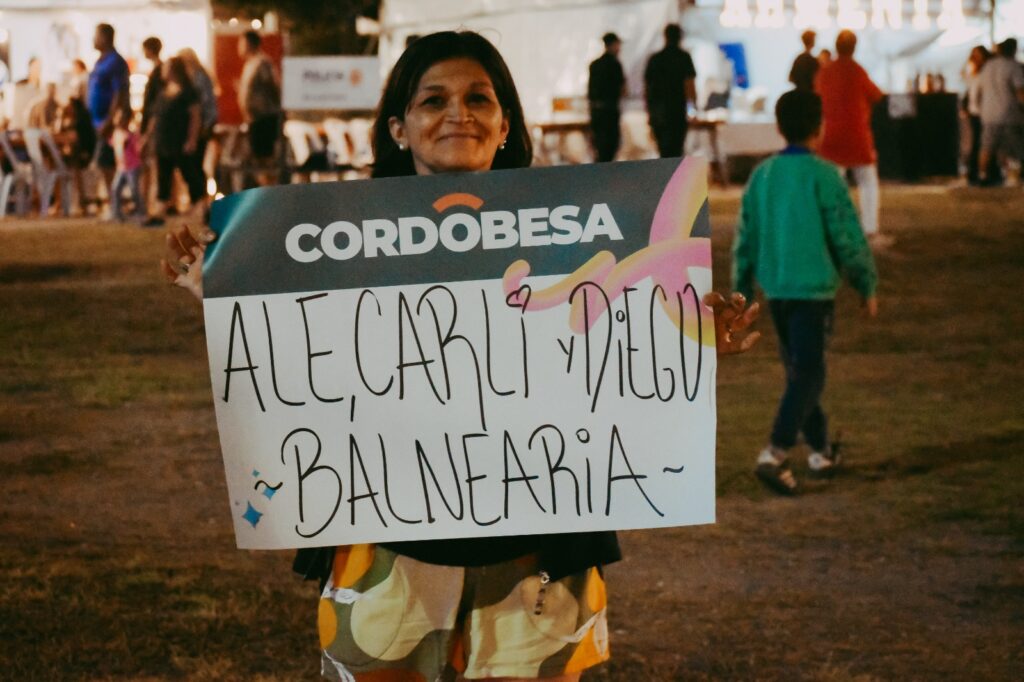 CORDOBESA
ALE, CARLI Y DIEGO
~ BALNEARIA ~